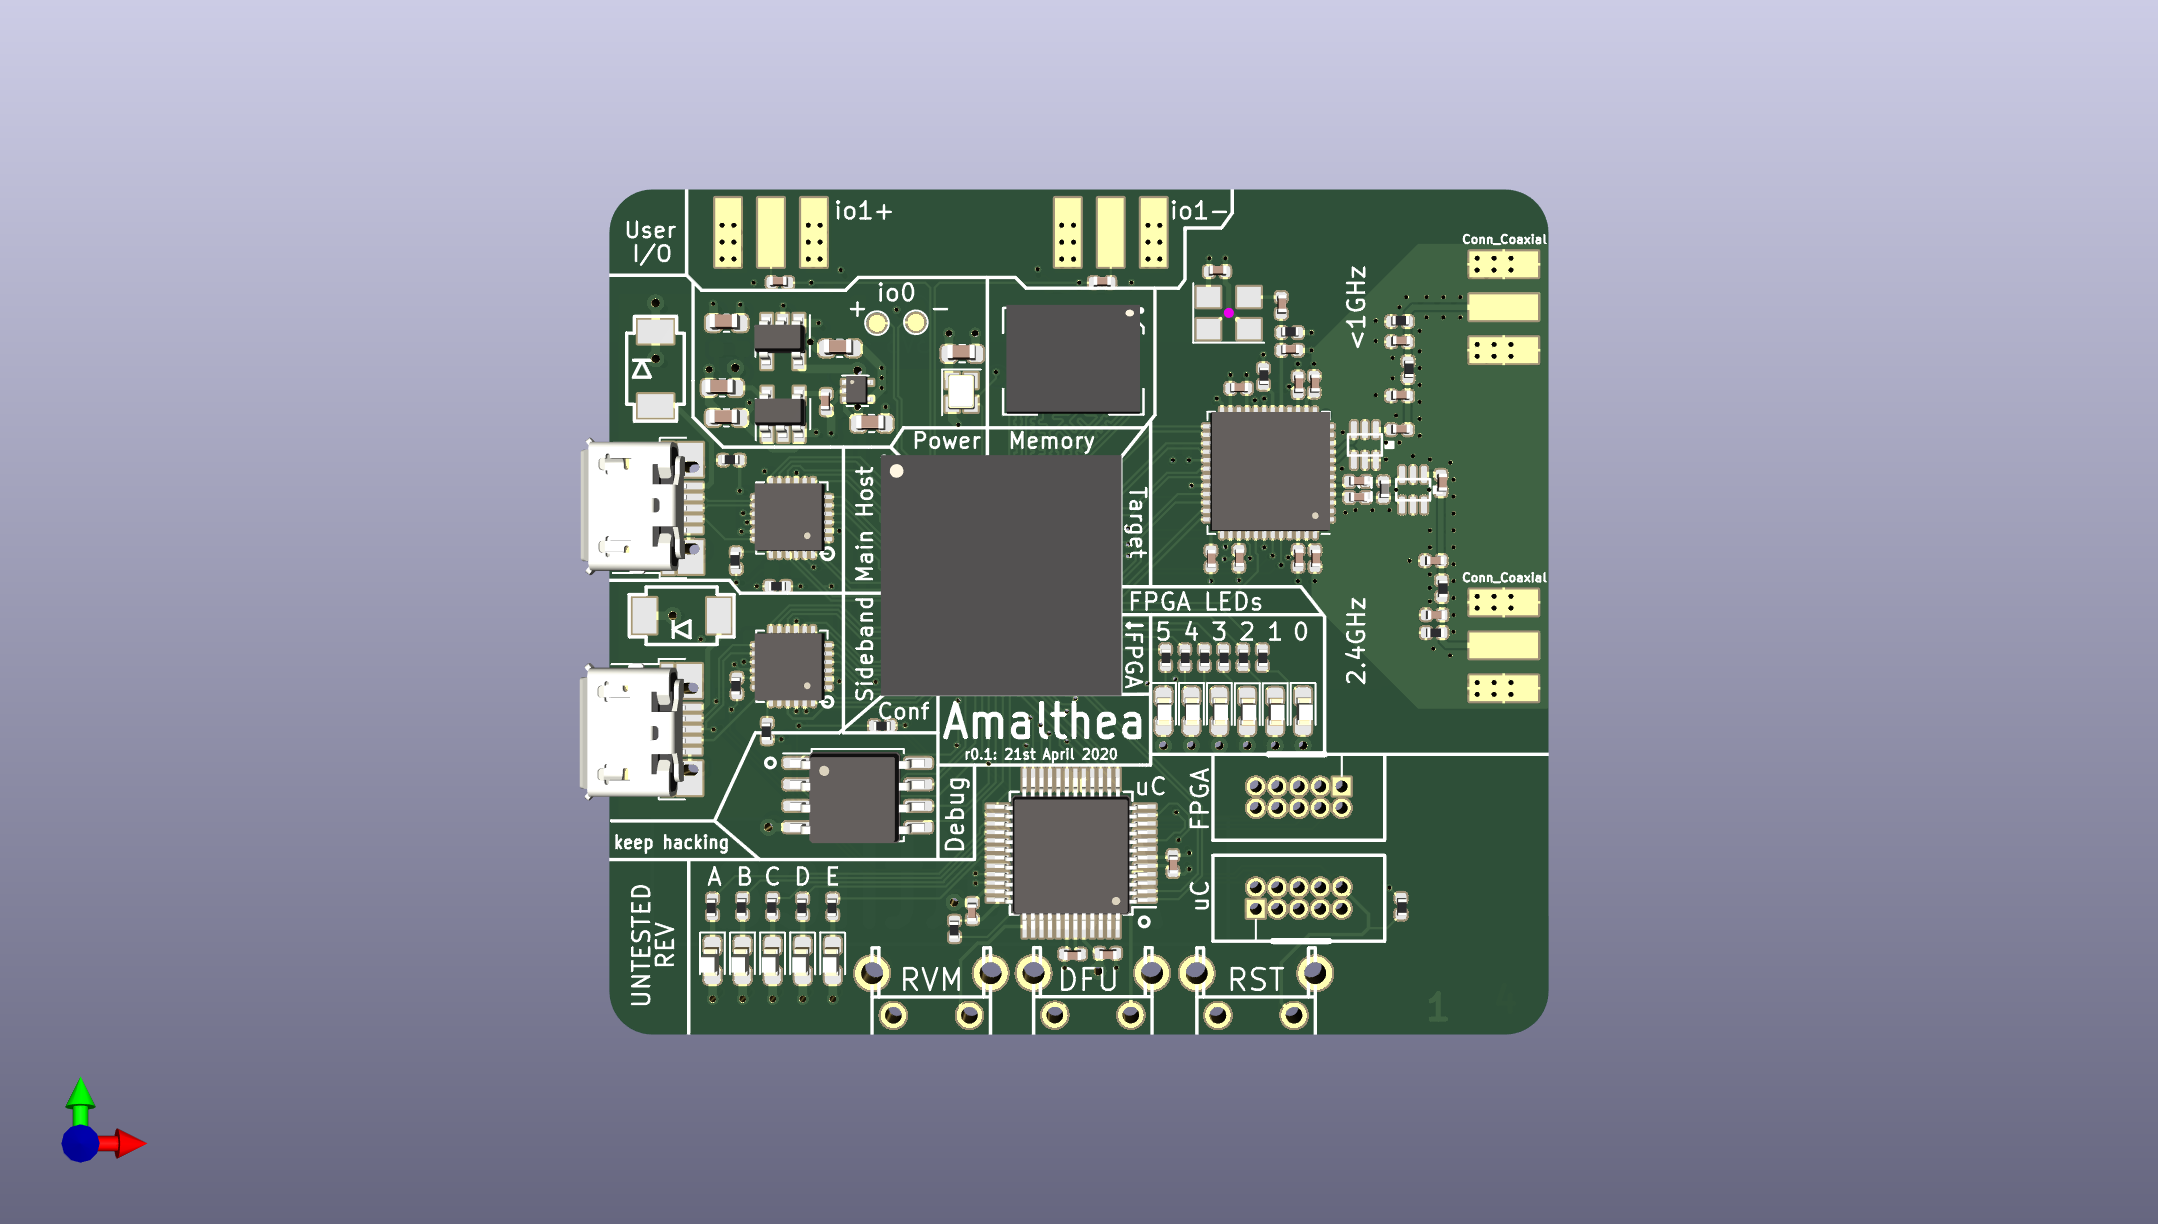 io1+
io1-
User
I/O
Conn_Coaxial
<1GHz
io0
+ -
Power
Memory
Main Host
Target
Conn_Coaxial
FPGA LEDs
Sideband
FPGA
5 4 3 2 1 0
2.4GHz
Conf
Amalthea
r0.1: 21st April 2020
Debug
uC
FPGA
keep hacking
A B C D E
uC
UNTESTED
REV
RVM
DFU
RST
1